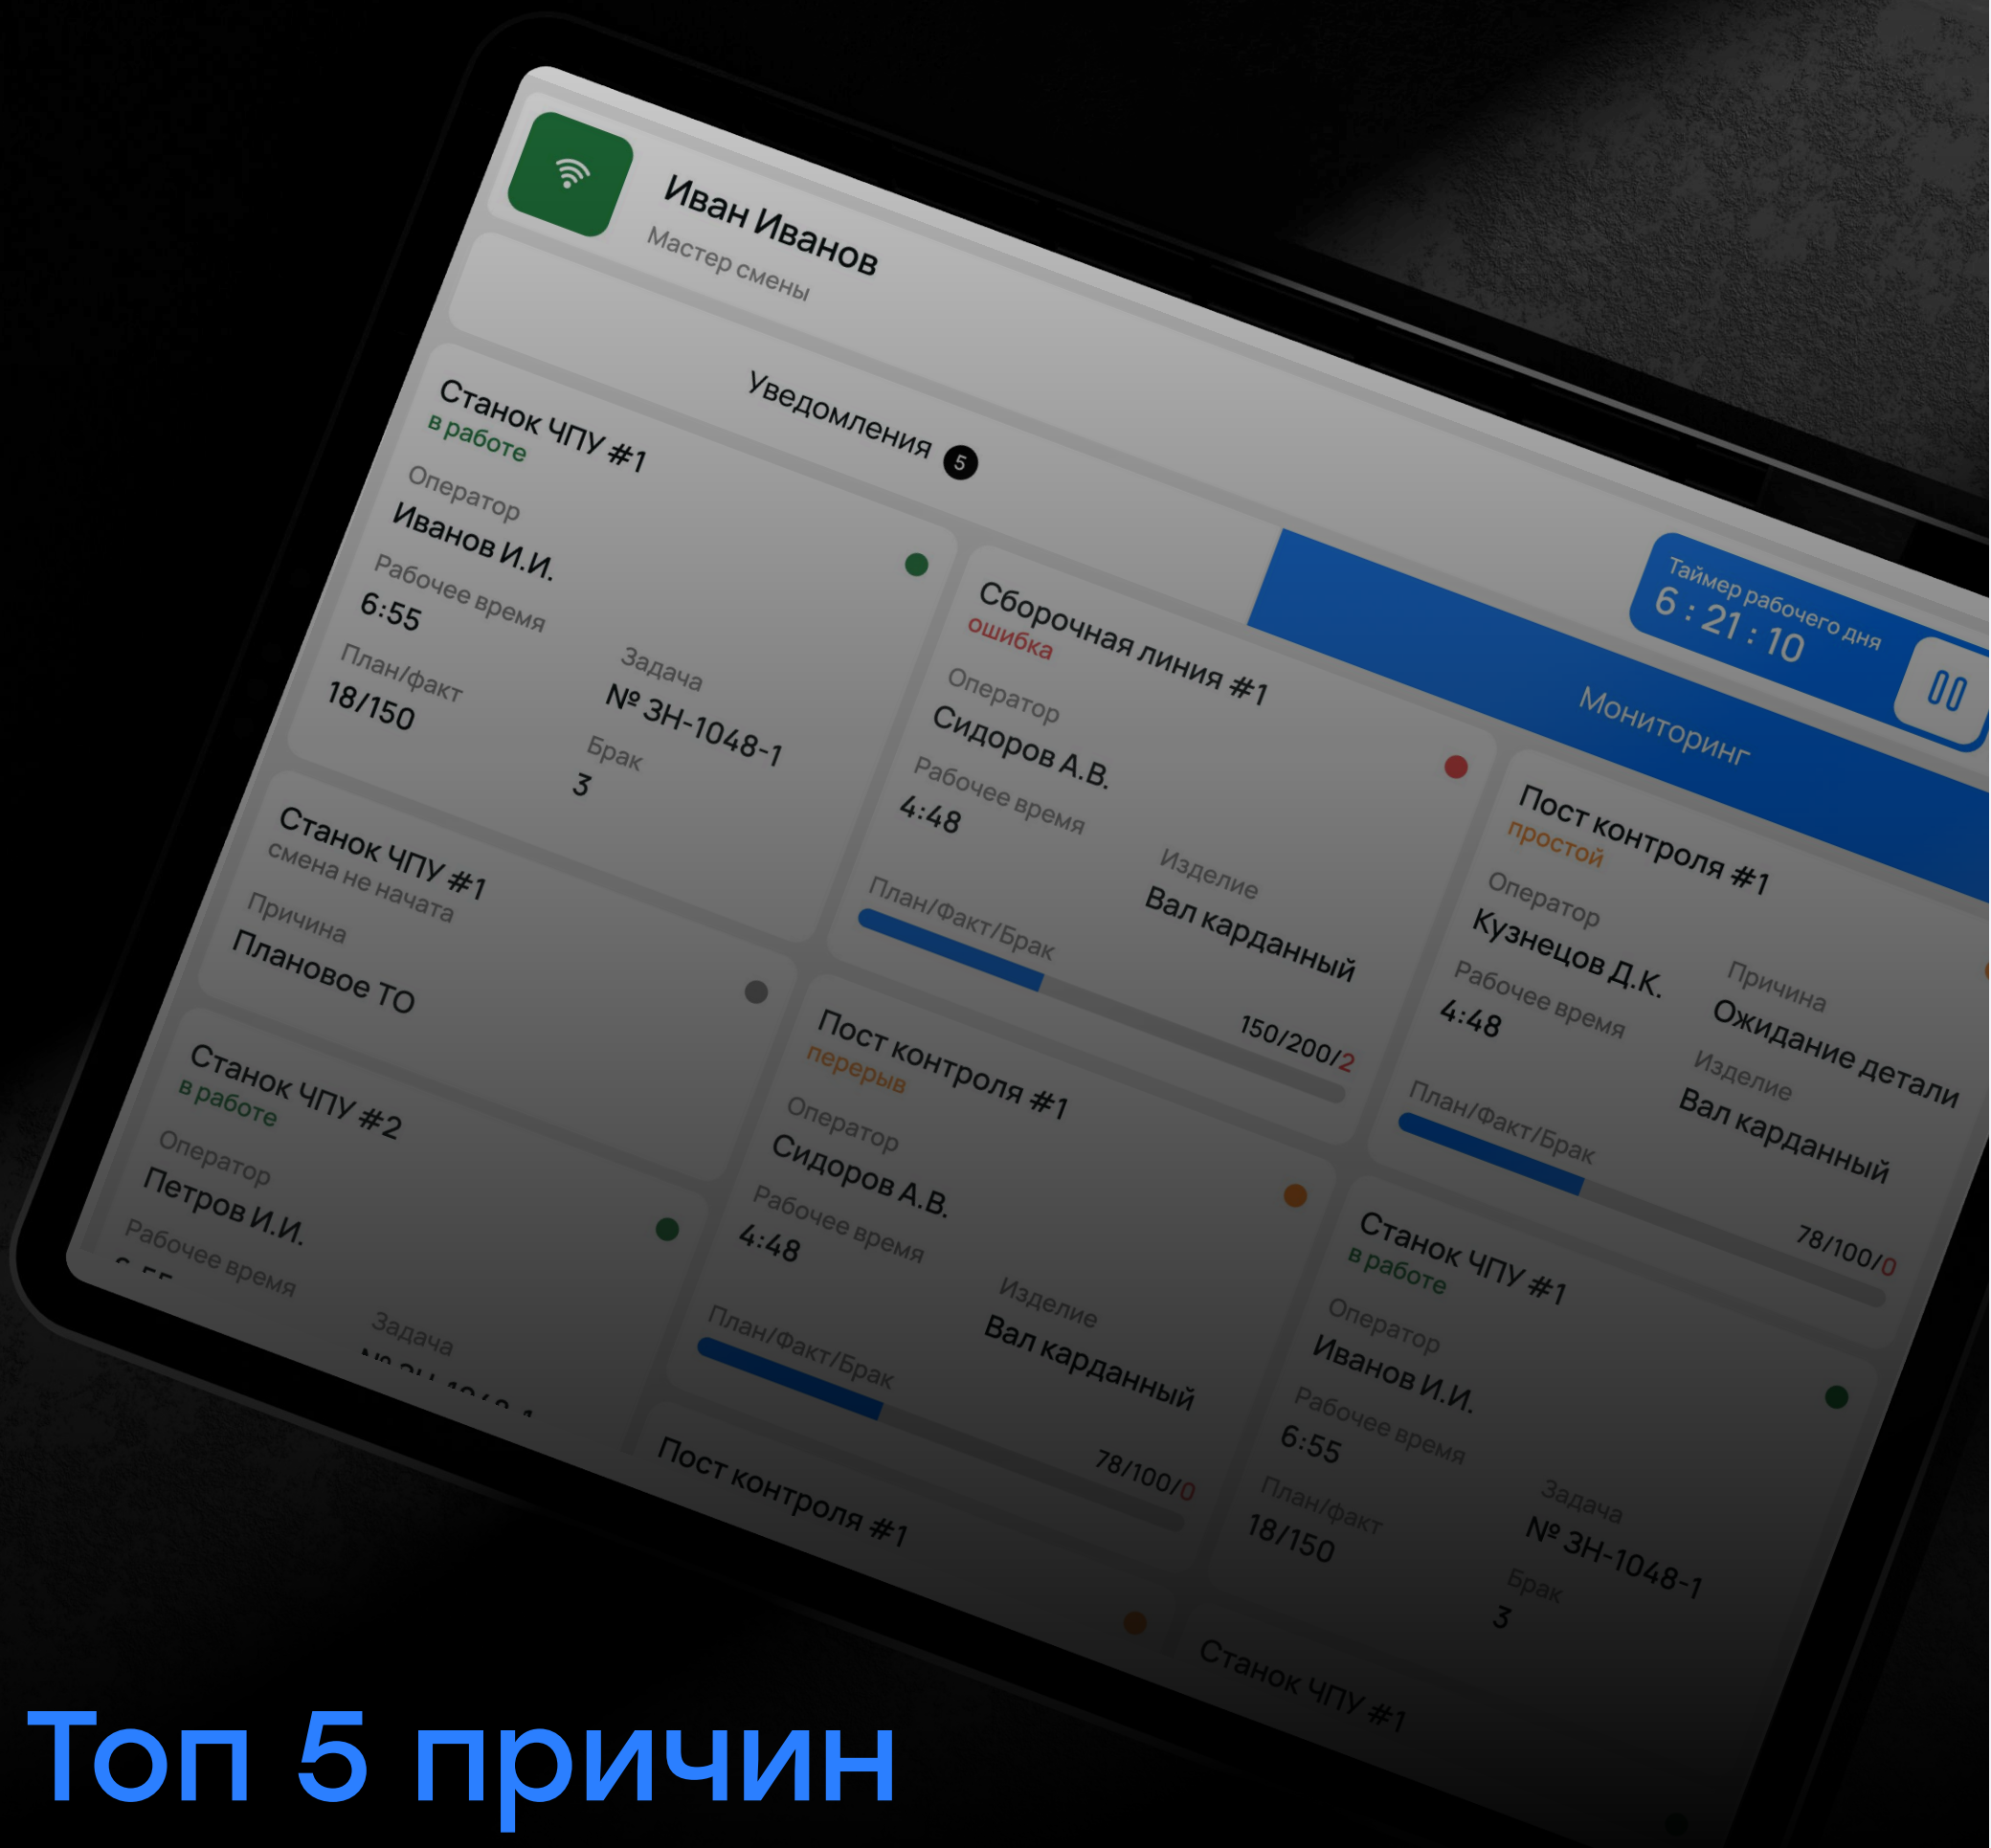 Иван Иванов
Мастер смены
Таймер рабочего дня
6 : 21 : 10
Уведомления 5
Мониторинг
Станок ЧПУ #1
в работе
Оператор
Иванов И.И.
Рабочее время
6:55
Задача
№ ЗН-1048-1
План/факт
18/150
Брак
3
Сборочная линия #1
ошибка
Оператор
Сидоров А.В.
Рабочее время
4:48
Изделие
Вал карданный
План/Факт/Брак
150/200/2
Пост контроля #1
простой
Оператор
Кузнецов Д.К.
Причина
Ожидание детали
Рабочее время
4:48
Изделие
Вал карданный
План/Факт/Брак
78/100/0
Станок ЧПУ #1
смена не начата
Причина
Плановое ТО
Пост контроля #1
перерыв
Оператор
Сидоров А.В.
Рабочее время
4:48
Изделие
Вал карданный
План/Факт/Брак
78/100/0
Станок ЧПУ #1
в работе
Оператор
Иванов И.И.
Рабочее время
6:55
Задача
№ ЗН-1048-1
План/факт
18/150
Брак
3
Станок ЧПУ #2
в работе
Оператор
Петров И.И.
Рабочее время
Задача
Пост контроля #1
Станок ЧПУ #1
Топ 5 причин